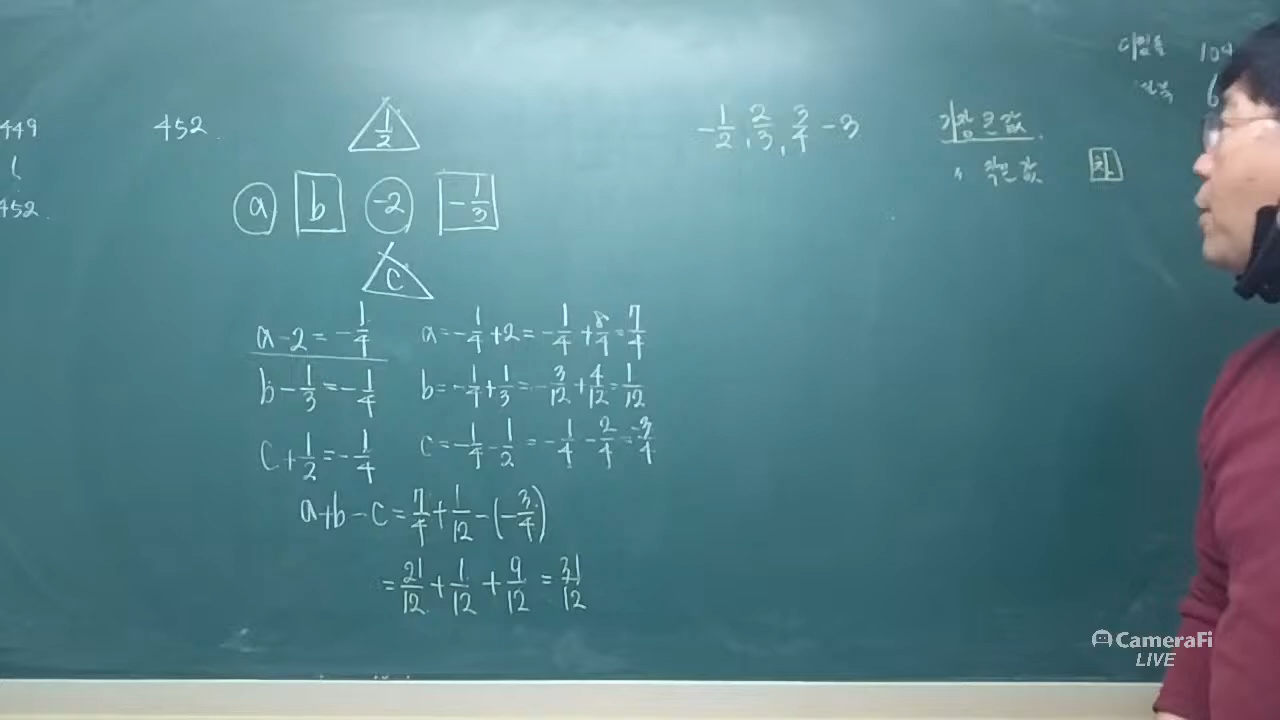 449
~
452.
452.
1/2
a b -2 -1/3
c
a-2=-1/4 a=-1/4+2=-1/4+8/4=7/4
b-1/3=-1/4 b=-1/4+1/3=-3/12+4/12=1/12
c+1/2=-1/4 c=-1/4-1/2=-1/4-2/4=-3/4
a+b-c=7/4+1/12-(-3/4)
=21/12+1/12+9/12=31/12
-1/2, 2/3, 3/4 -3
가장 큰 값.
〃 작은 값 차
104
6
CameraFi
LIVE